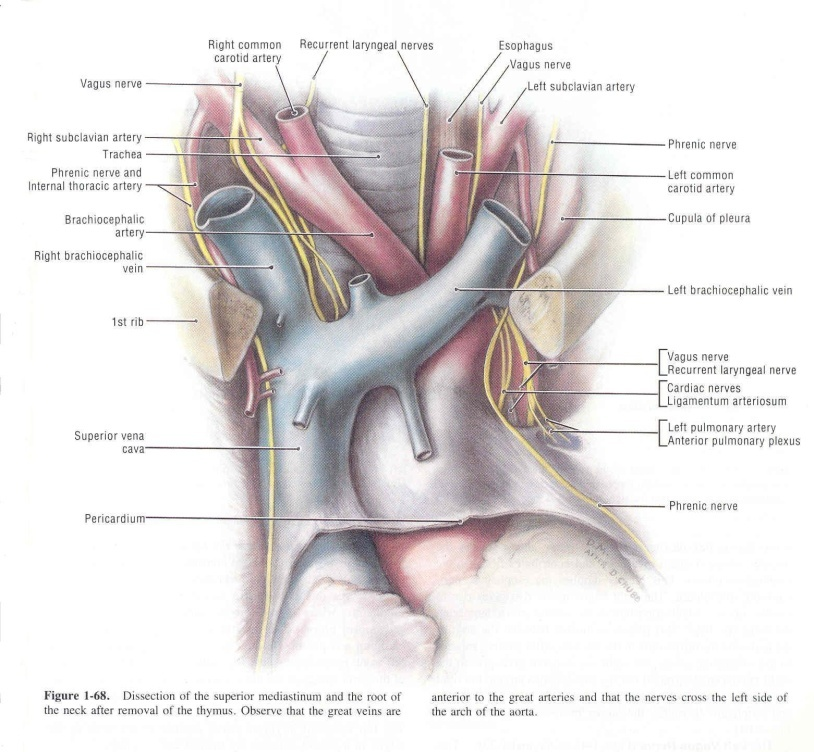 Right common
carotid artery
Recurrent laryngeal nerves
Esophagus
Vagus nerve
Left subclavian artery
Vagus nerve
Right subclavian artery
Trachea
Phrenic nerve and
Internal thoracic artery
Brachiocephalic
artery
Right brachiocephalic
vein
1st rib
Superior vena
cava
Pericardium
Phrenic nerve
Left common
carotid artery
Cupula of pleura
Left brachiocephalic vein
Vagus nerve
Recurrent laryngeal nerve
Cardiac nerves
Ligamentum arteriosum
Left pulmonary artery
Anterior pulmonary plexus
Phrenic nerve
AFTER D. CHUBB
Figure 1-68. Dissection of the superior mediastinum and the root of
the neck after removal of the thymus. Observe that the great veins are
anterior to the great arteries and that the nerves cross the left side of
the arch of the aorta.